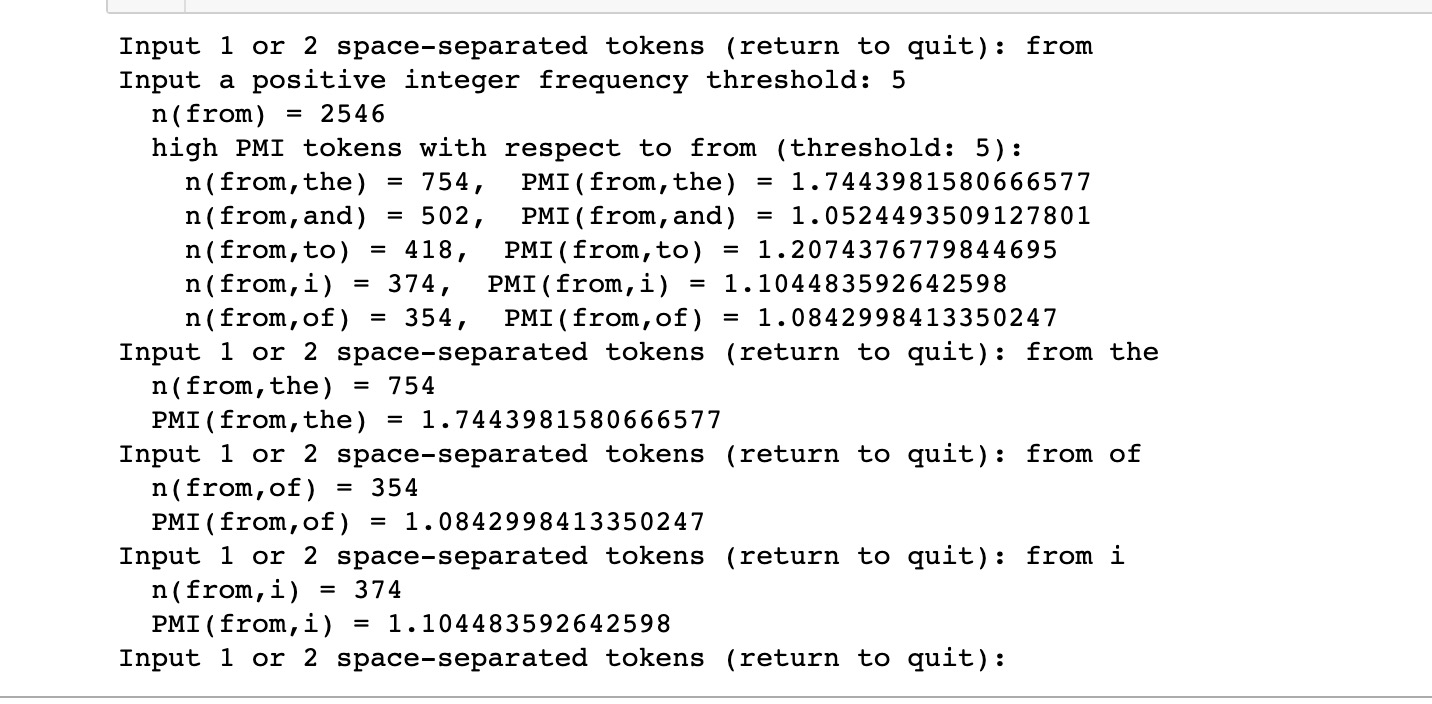 Input 1 or 2 space-separated tokens (return to quit): from
Input a positive integer frequency threshold: 5
n(from) = 2546
high PMI tokens with respect to from (threshold: 5):
n(from,the) = 754,  PMI(from,the) = 1.7443981580666577
n(from,and) = 502,  PMI(from,and) = 1.0524493509127801
n(from,to) = 418,  PMI(from,to) = 1.2074376779844695
n(from,i) = 374,  PMI(from,i) = 1.104483592642598
n(from,of) = 354,  PMI(from,of) = 1.0842998413350247
Input 1 or 2 space-separated tokens (return to quit): from the
n(from,the) = 754
PMI(from,the) = 1.7443981580666577
Input 1 or 2 space-separated tokens (return to quit): from of
n(from,of) = 354
PMI(from,of) = 1.0842998413350247
Input 1 or 2 space-separated tokens (return to quit): from i
n(from,i) = 374
PMI(from,i) = 1.104483592642598
Input 1 or 2 space-separated tokens (return to quit):